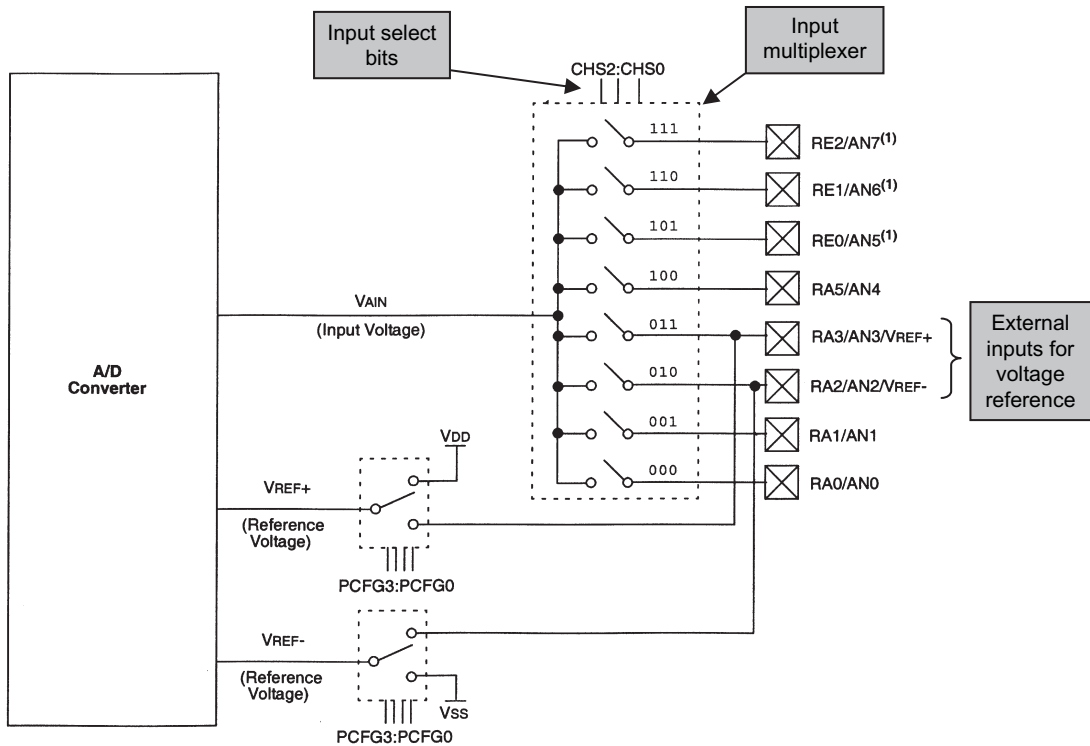 Input select
bits
Input
multiplexer
CHS2:CHS0
111
RE2/AN7(1)
110
RE1/AN6(1)
101
RE0/AN5(1)
100
RA5/AN4
VAIN
(Input Voltage)
011
RA3/AN3/VREF+
External
inputs for
voltage
reference
A/D
Converter
010
RA2/AN2/VREF-
001
RA1/AN1
VDD
000
RA0/AN0
VREF+
(Reference
Voltage)
PCFG3:PCFG0
VREF-
(Reference
Voltage)
VSS
PCFG3:PCFG0